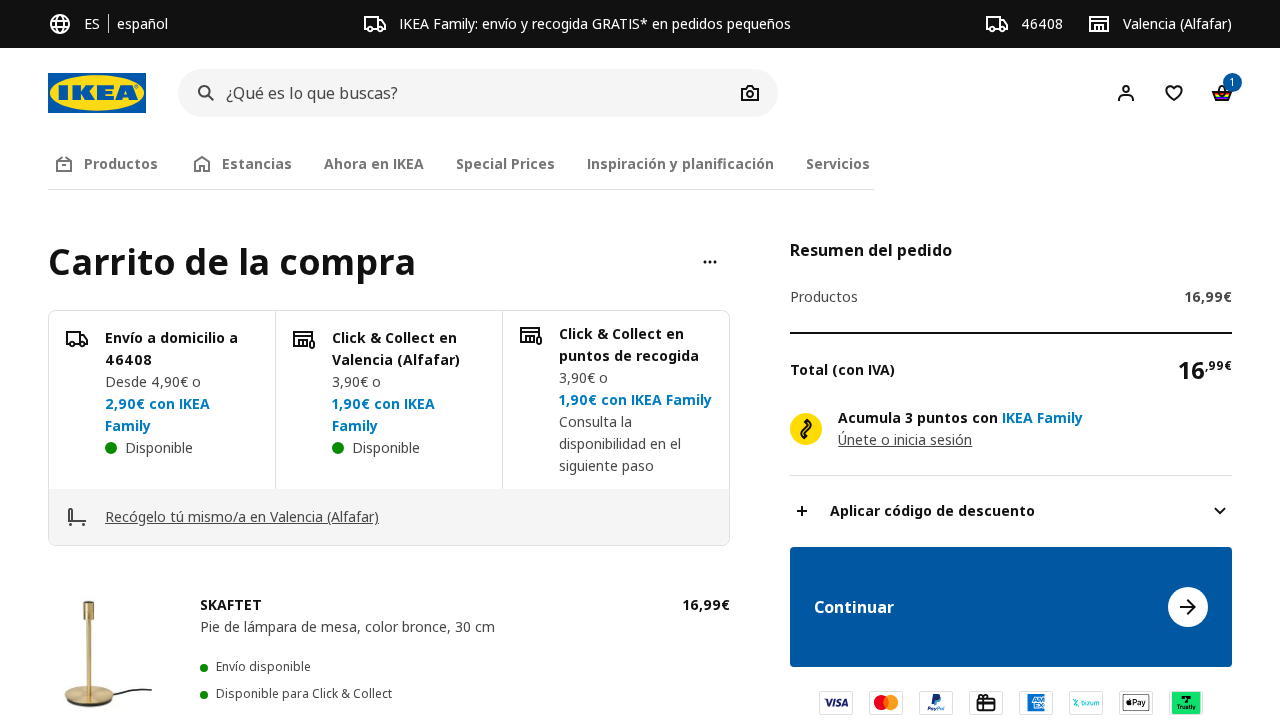 ES | español
IKEA Family: envío y recogida GRATIS* en pedidos pequeños
46408
Valencia (Alfafar)
IKEA
¿Qué es lo que buscas?
1
Productos
Estancias
Ahora en IKEA
Special Prices
Inspiración y planificación
Servicios
Carrito de la compra
Envío a domicilio a
46408
Desde 4,90€ o
2,90€ con IKEA
Family
Disponible
Click & Collect en
Valencia (Alfafar)
3,90€ o
1,90€ con IKEA
Family
Disponible
Click & Collect en
puntos de recogida
3,90€ o
1,90€ con IKEA Family
Consulta la
disponibilidad en el
siguiente paso
Recógelo tú mismo/a en Valencia (Alfafar)
SKAFTET
16,99€
Pie de lámpara de mesa, color bronce, 30 cm
Envío disponible
Disponible para Click & Collect
Resumen del pedido
Productos
16,99€
Total (con IVA)
16,99€
Acumula 3 puntos con IKEA Family
Únete o inicia sesión
Aplicar código de descuento
Continuar
VISA
PayPal
AMEX
bizum
Pay
Trustly